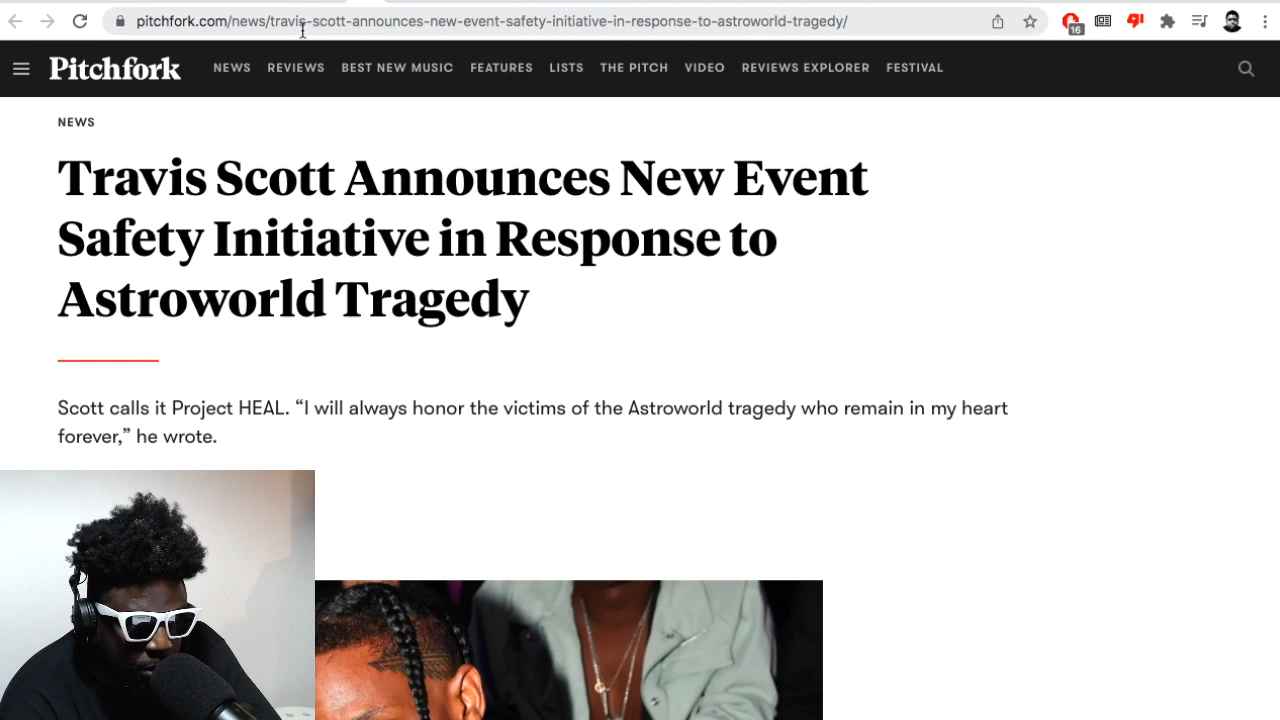 pitchfork.com/news/travis-scott-announces-new-event-safety-initiative-in-response-to-astroworld-tragedy/
16
Pitchfork NEWS REVIEWS BEST NEW MUSIC FEATURES LISTS THE PITCH VIDEO REVIEWS EXPLORER FESTIVAL
NEWS
Travis Scott Announces New Event
Safety Initiative in Response to
Astroworld Tragedy
Scott calls it Project HEAL. “I will always honor the victims of the Astroworld tragedy who remain in my heart
forever,” he wrote.